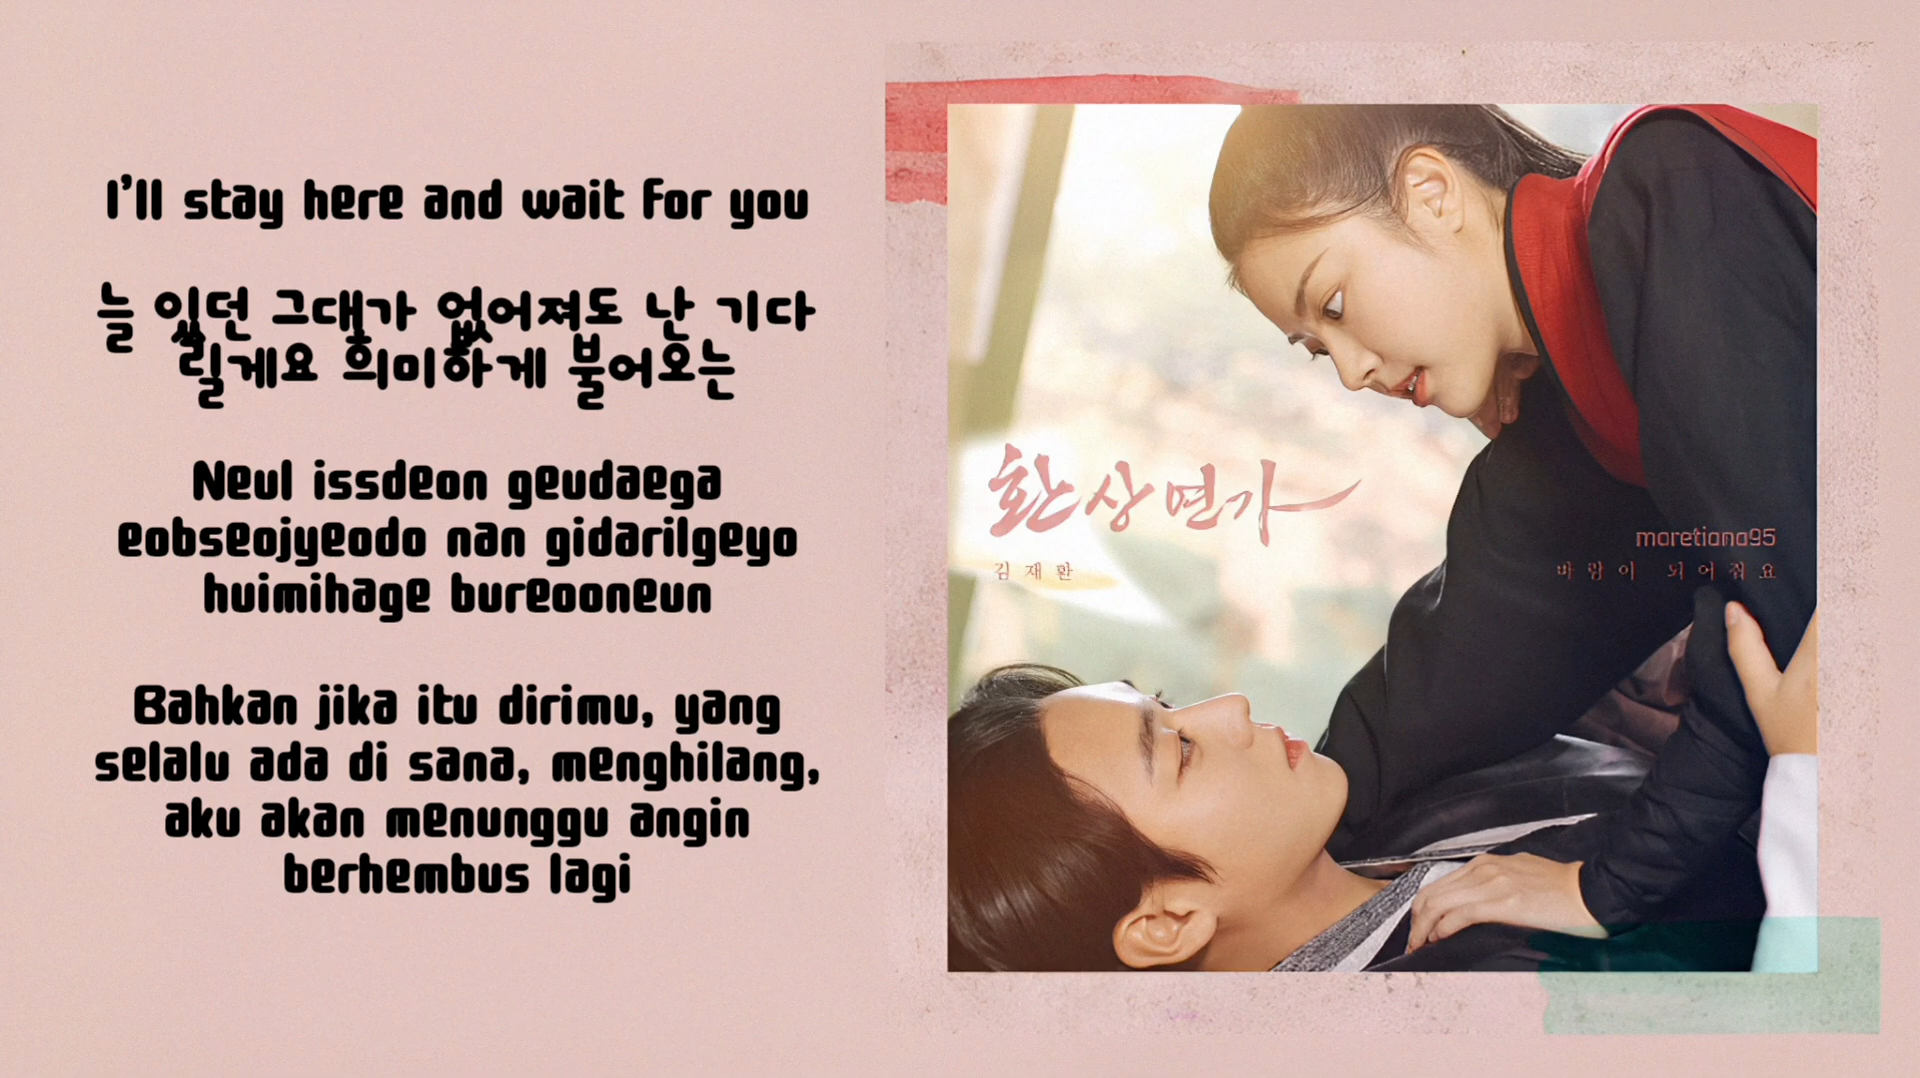 I'll stay here and wait for you
늘 있던 그대가 없어져도 난 기다
릴게요 희미하게 불어오는
Neul issdeon geudaega
eobseojyeodo nan gidarilgeyo
huimihage bureooneun
Bahkan jika itu dirimu, yang
selalu ada di sana, menghilang,
aku akan menunggu angin
berhembus lagi
환상연가
moretiana95
김재환
바람이 되어줘요